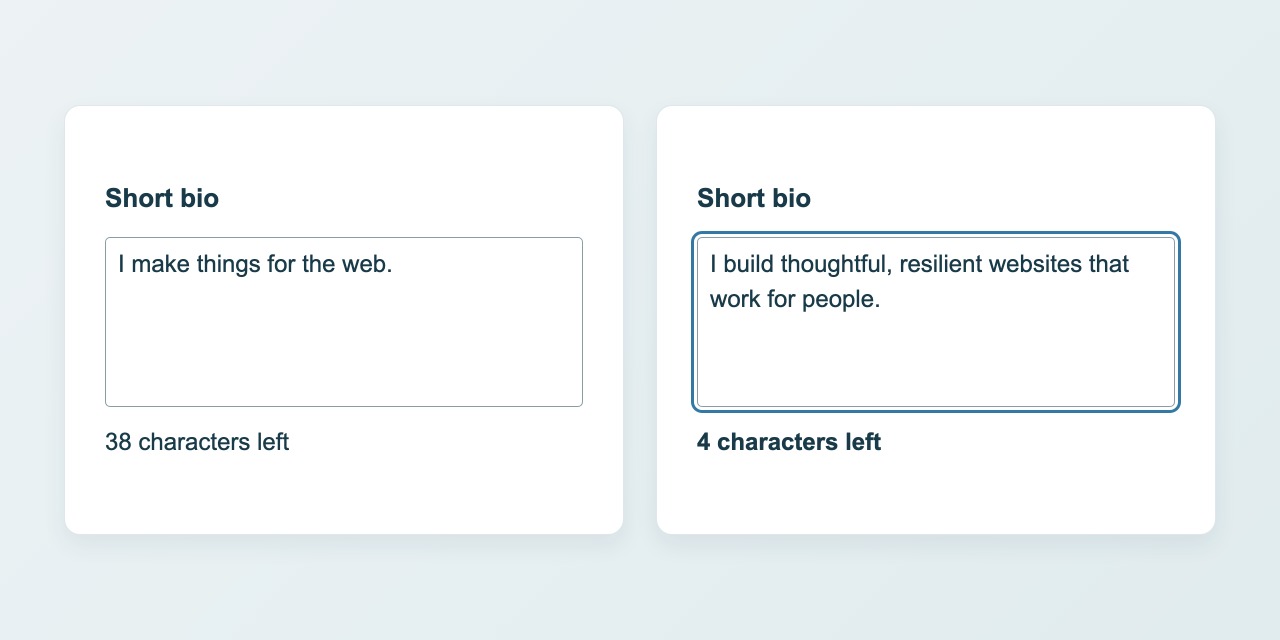 Short bio
I make things for the web.
38 characters left
Short bio
I build thoughtful, resilient websites that
work for people.
4 characters left